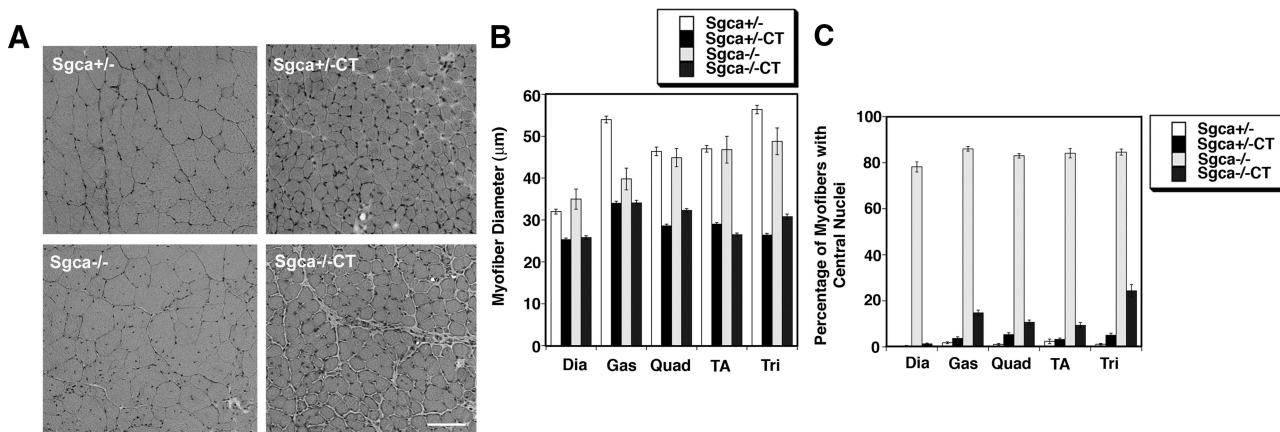 A
Sgca+/-
Sgca+/-CT
Sgca-/-
Sgca-/-CT
B
Sgca+/-
Sgca+/-CT
Sgca-/-
Sgca-/-CT
Myofiber Diameter (μm)
60
50
40
30
20
10
0
Dia Gas Quad TA Tri
C
Sgca+/-
Sgca+/-CT
Sgca-/-
Sgca-/-CT
Percentage of Myofibers with
Central Nuclei
100
80
60
40
20
0
Dia Gas Quad TA Tri